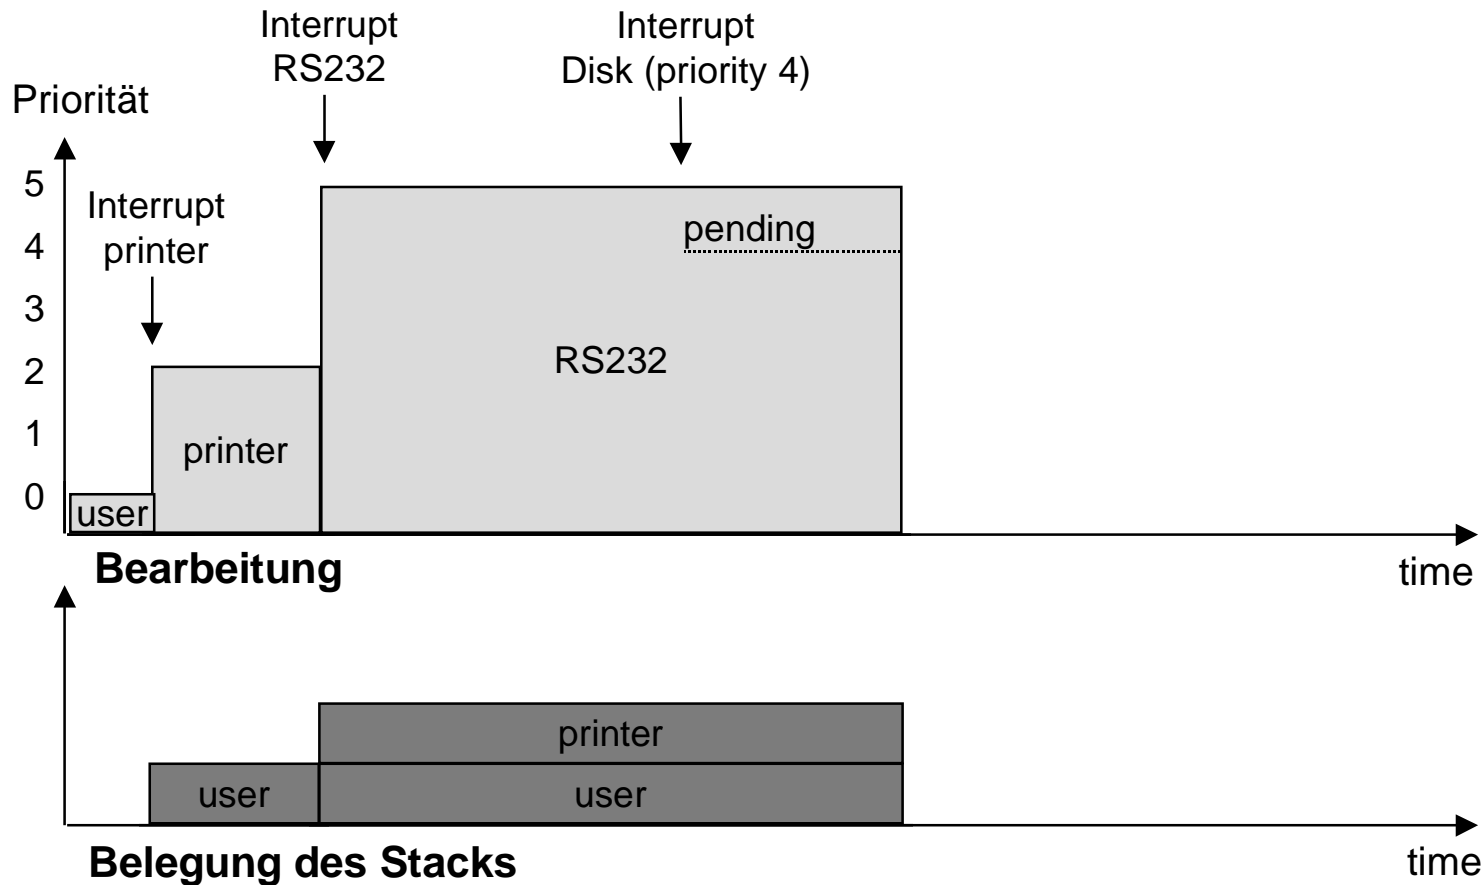 Interrupt
RS232
Interrupt
Disk (priority 4)
Priorität
5
4
3
2
1
0
Interrupt
printer
pending
RS232
printer
user
Bearbeitung
time
printer
user
user
Belegung des Stacks
time